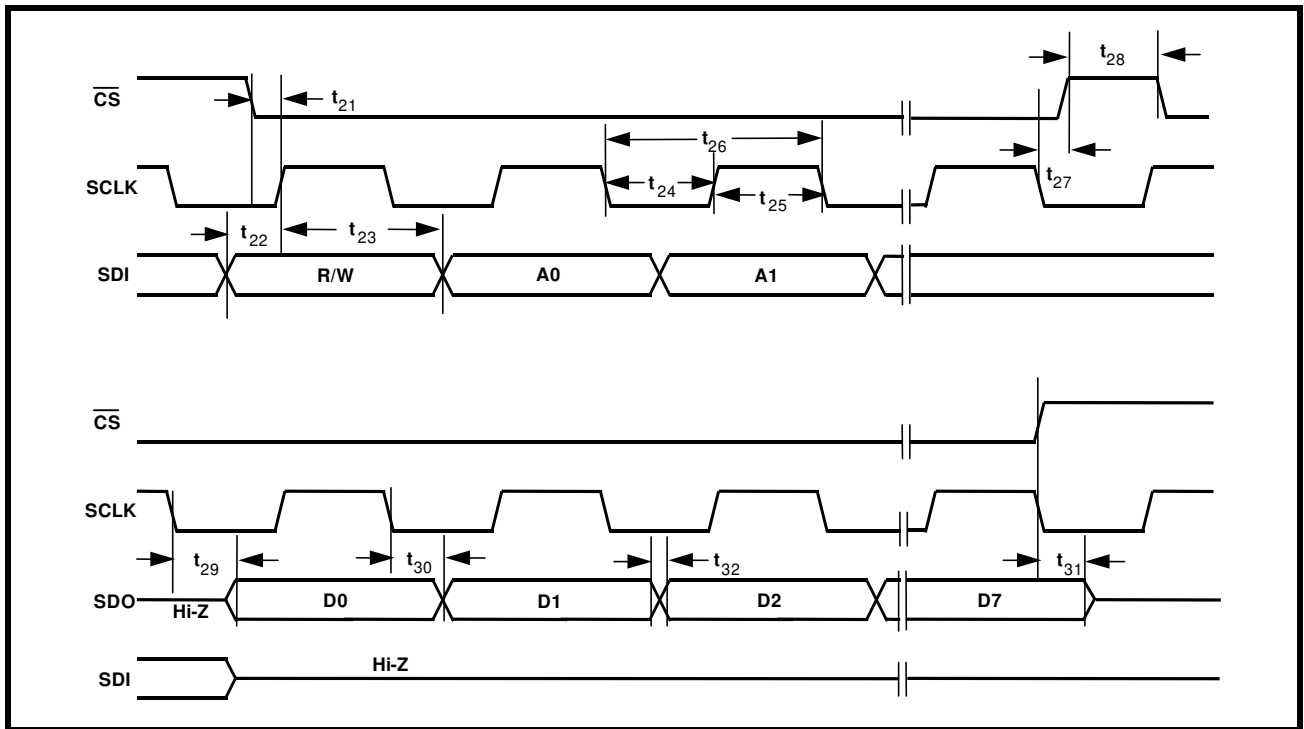 CS
t21
t28
SCLK
t26
t24
t25
t27
SDI
t22
t23
R/W
A0
A1
CS
SCLK
t29
t30
t32
t31
SDO
Hi-Z
D0
D1
D2
D7
SDI
Hi-Z